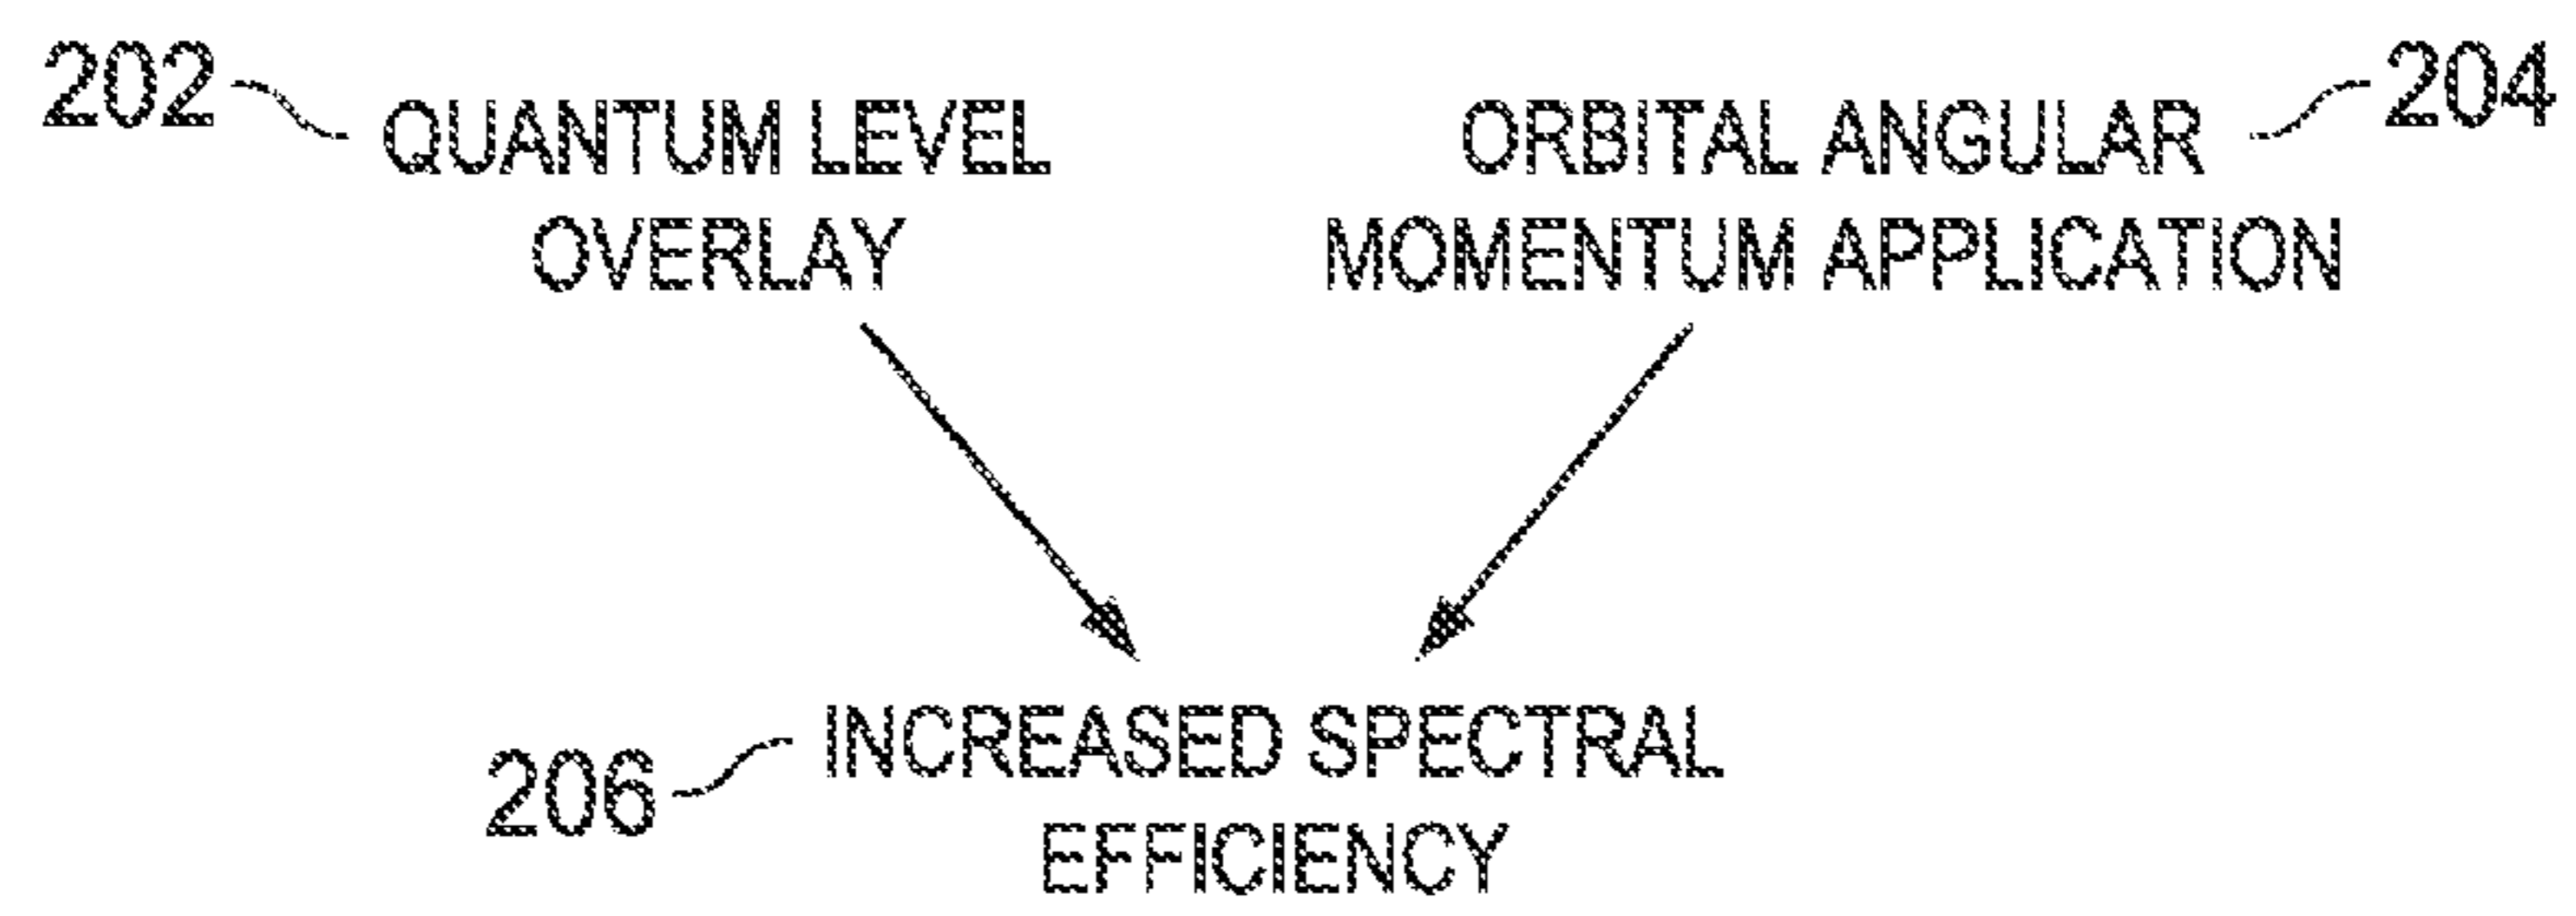 202
QUANTUM LEVEL
OVERLAY
ORBITAL ANGULAR
MOMENTUM APPLICATION
204
206
INCREASED SPECTRAL
EFFICIENCY